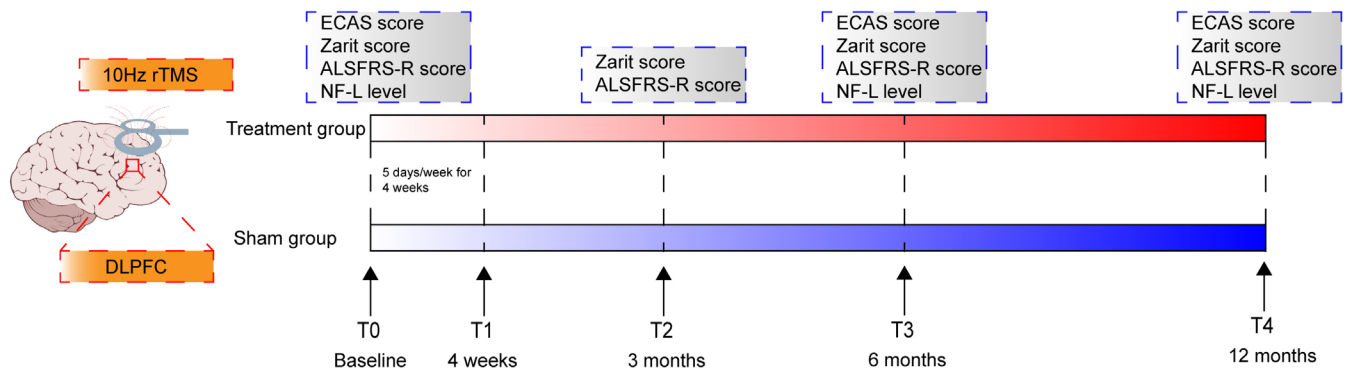 ECAS score
Zarit score
ALSFRS-R score
NF-L level
Zarit score
ALSFRS-R score
ECAS score
Zarit score
ALSFRS-R score
NF-L level
ECAS score
Zarit score
ALSFRS-R score
NF-L level
10Hz rTMS
Treatment group
5 days/week for
4 weeks
Sham group
DLPFC
T0
T1
T2
T3
T4
Baseline
4 weeks
3 months
6 months
12 months